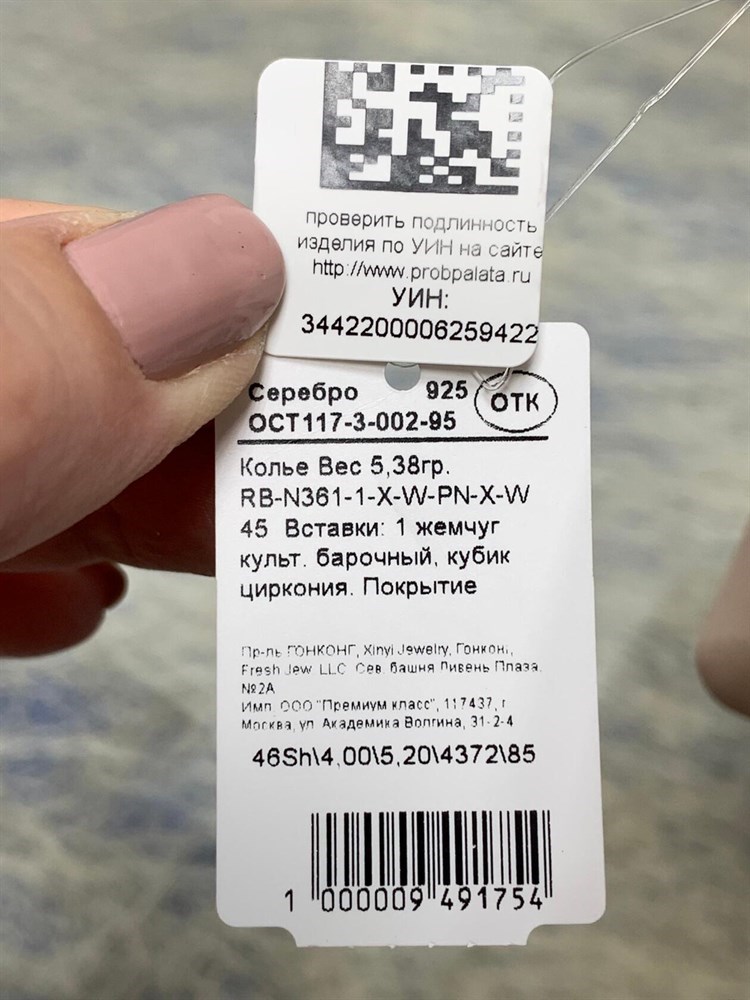 проверить подлинность
изделия по УИН на сайте
http://www.probpalata.ru
УИН:
3442200006259422
Серебро 925
ОТК
ОСТ117-3-002-95
Колье Вес 5,38гр.
RB-N361-1-X-W-PN-X-W
45 Вставки: 1 жемчуг
культ. барочный, кубик
циркония. Покрытие
Пр-ль ГОНКОНГ, Xinyi Jewelry, Гонконг,
Fresh Jew. LLC. Сев. башня Ливень Плаза.
№2А
Имп. ООО "Премиум класс", 117437, г
Москва, ул. Академика Волгина, 31-2-4
46Sh\4,00\5,20\4372\85
1 000009 491754